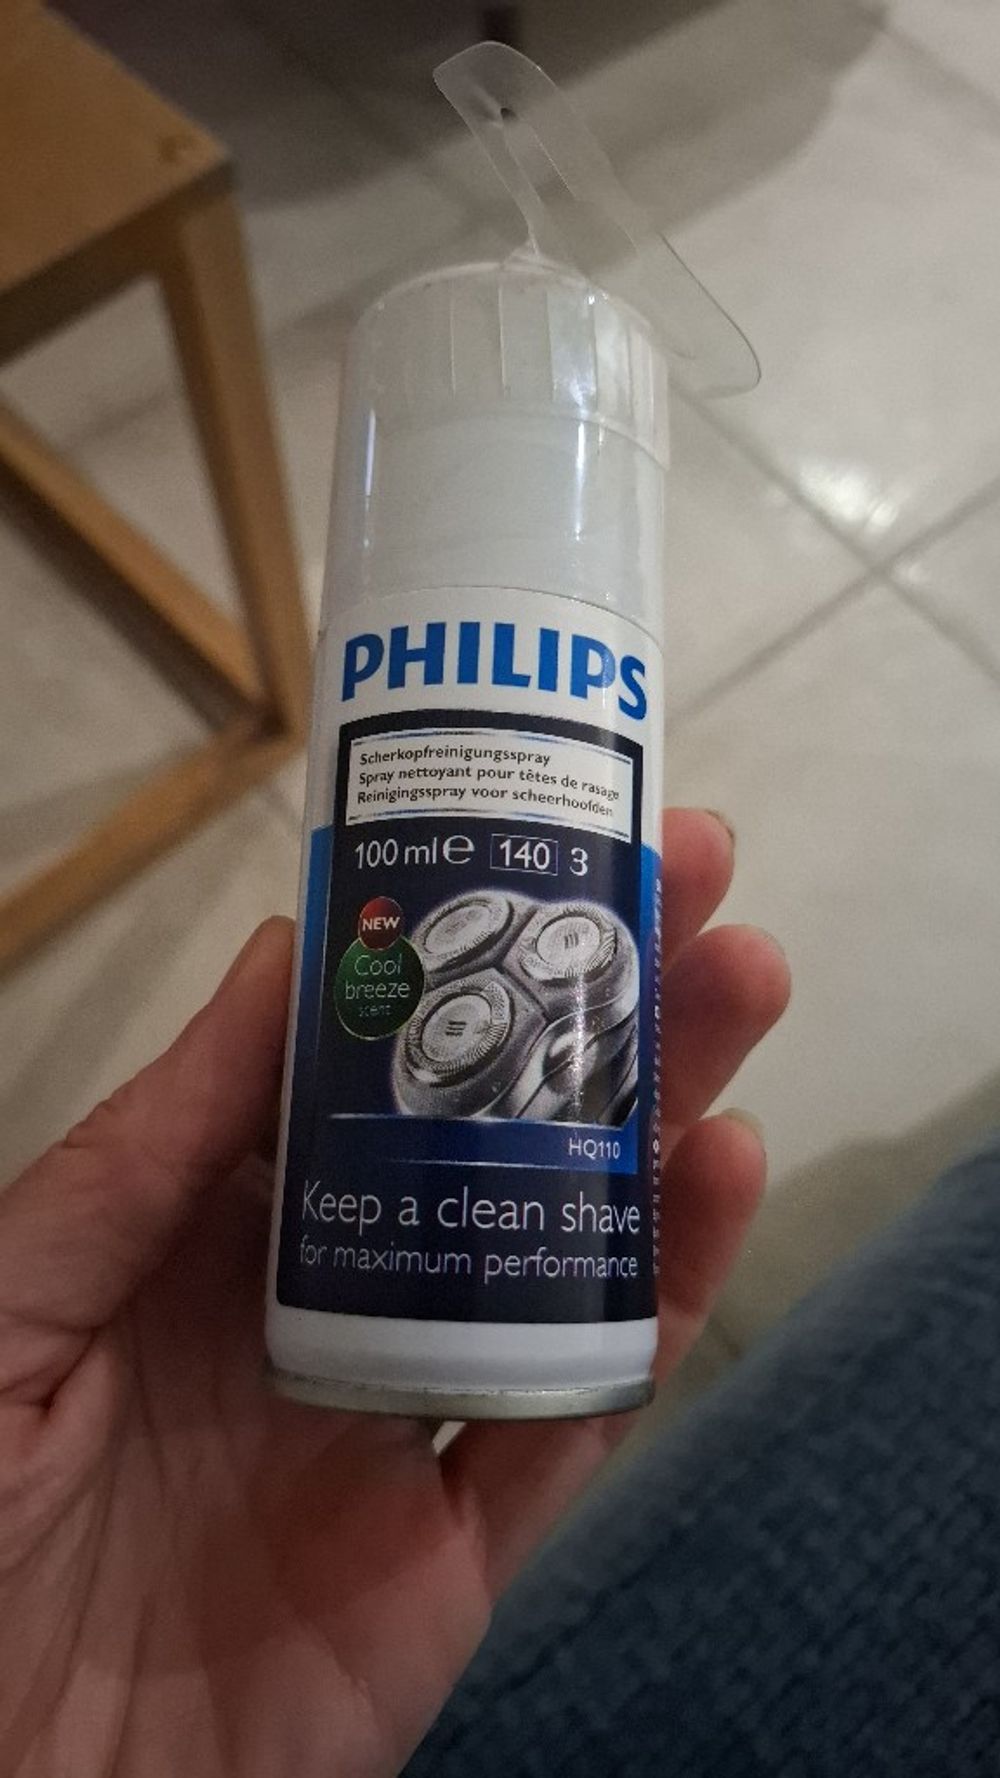 PHILIPS
Scherkopfreinigungsspray
Spray nettoyant pour têtes de rasage
Reinigingsspray voor scheerhoofden
100 ml e 140 3
NEW
Cool
breeze
scent
HQ110
Keep a clean shave
for maximum performance